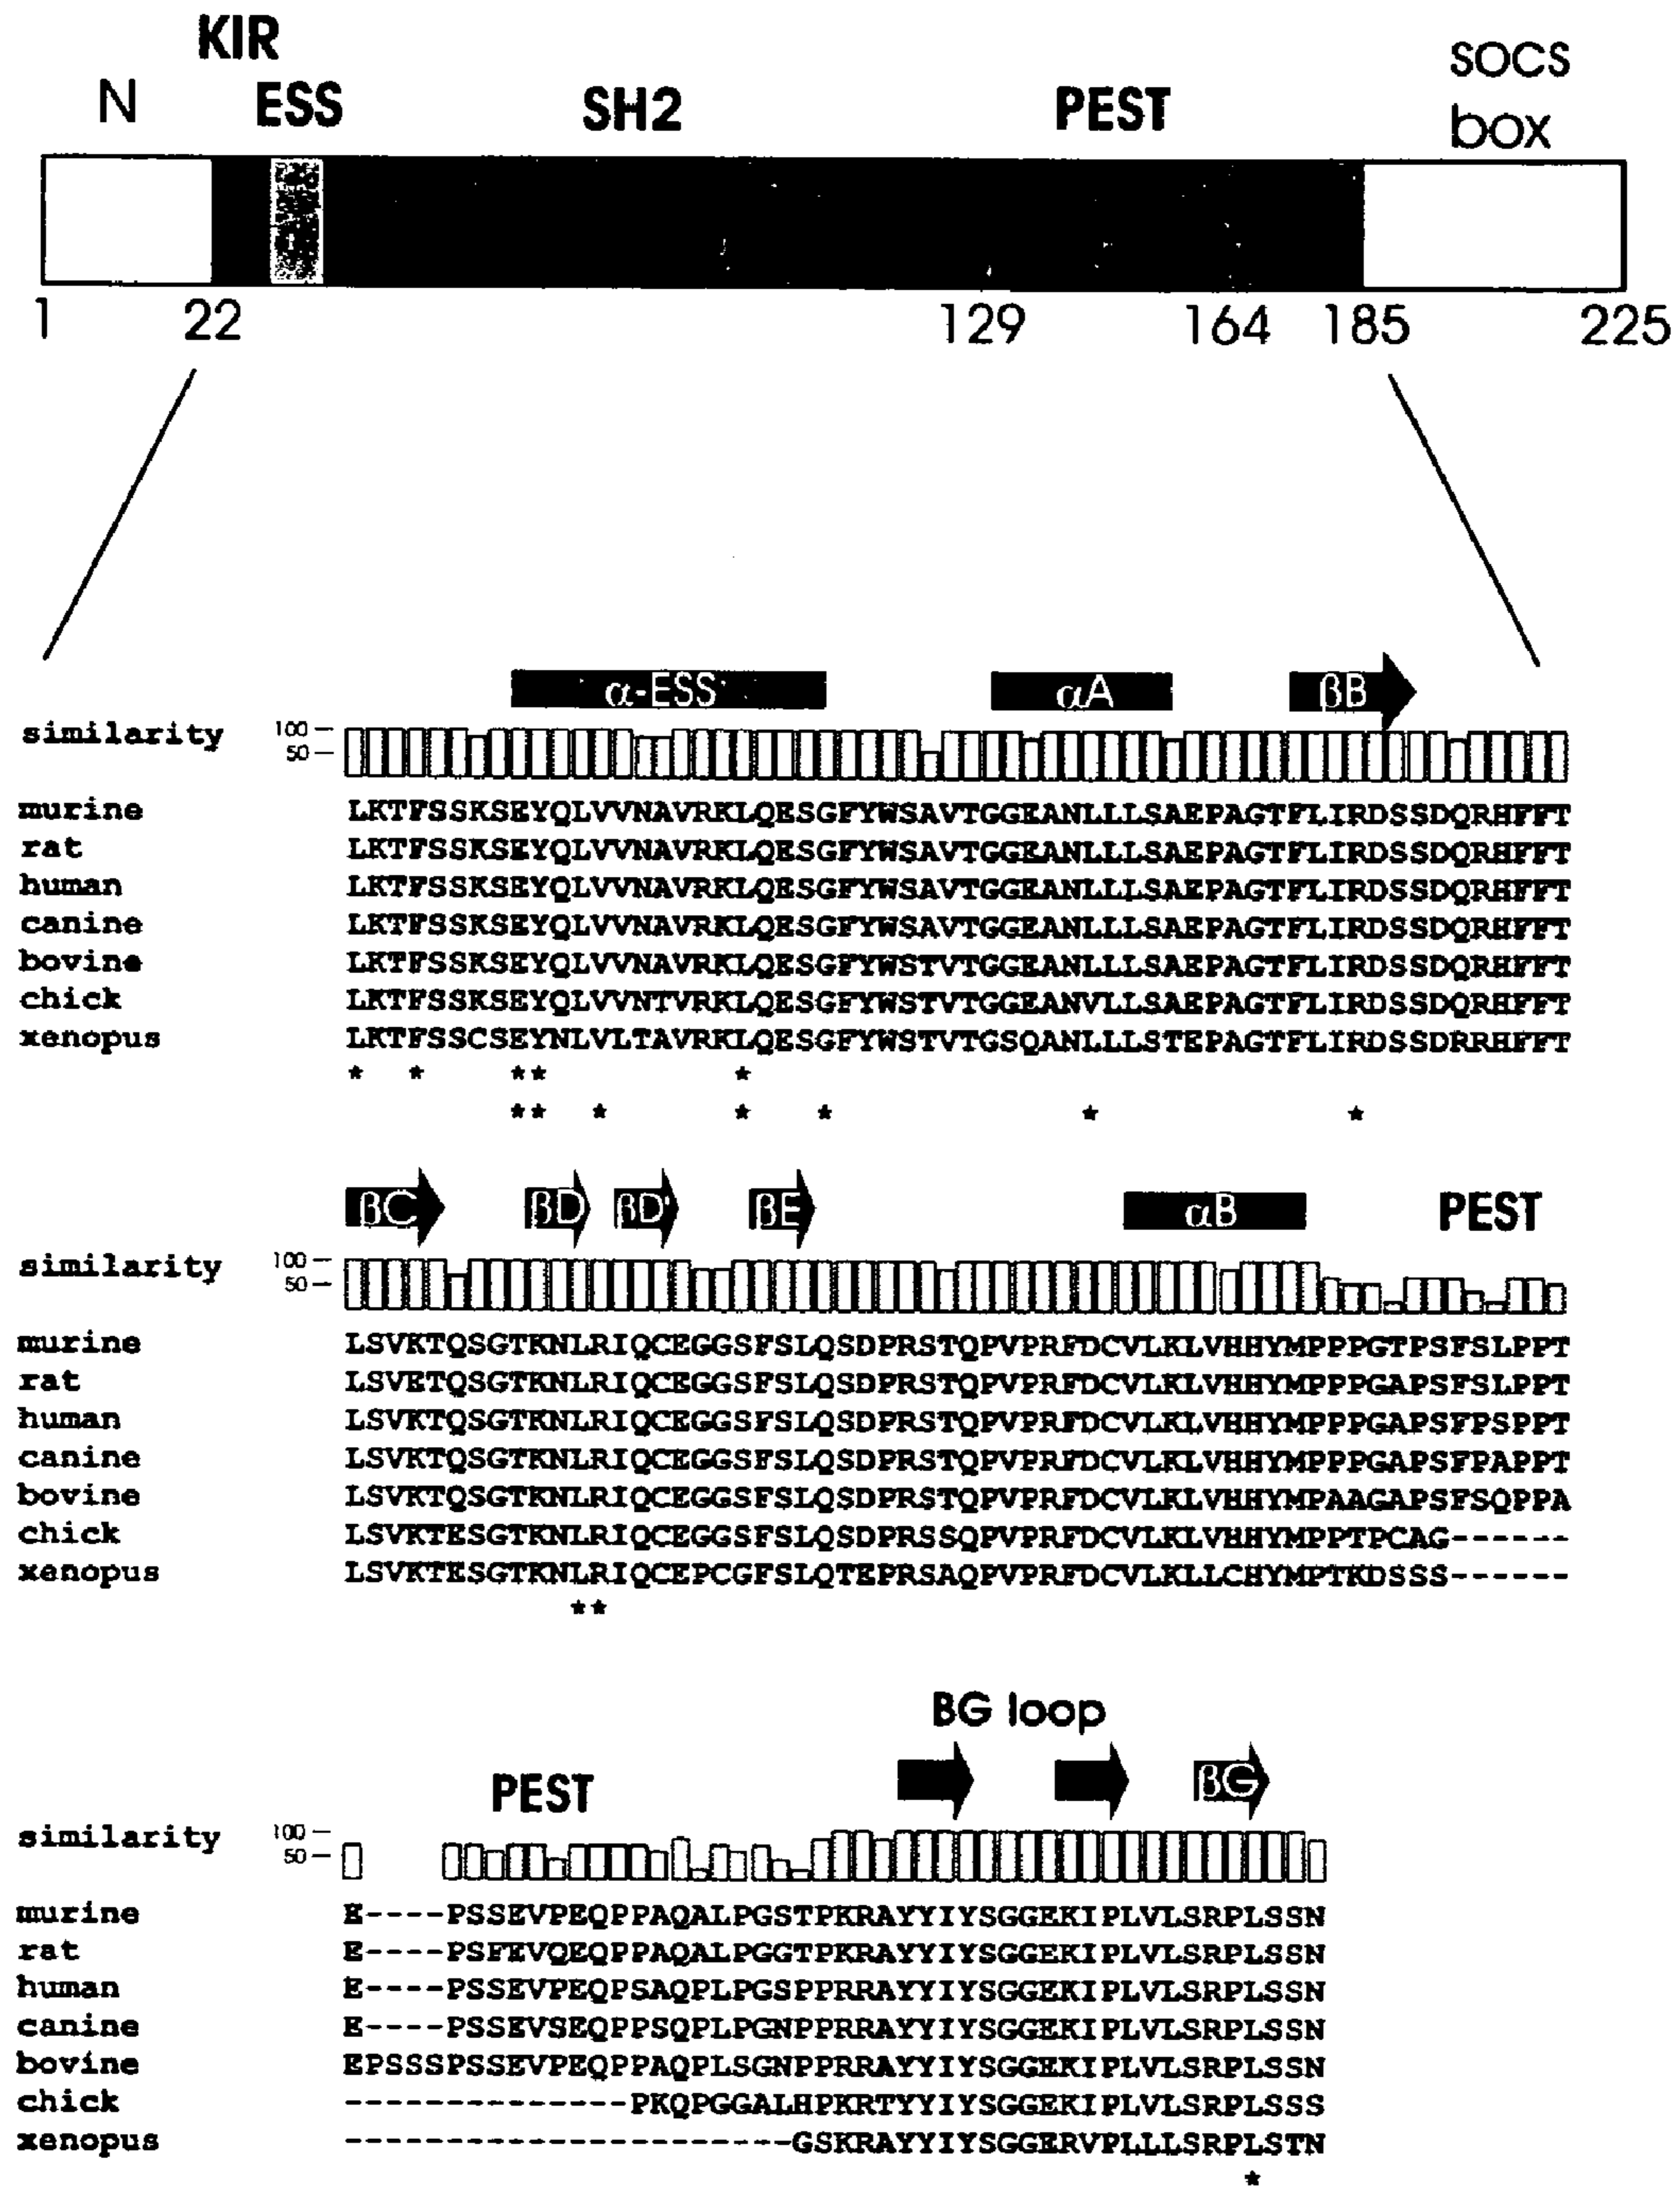 KIR
N ESS SH2 PEST SOCS box
1 22 129 164 185 225
α-ESS αA βB
similarity 100 50
murine LKTFSSKSEYQLVVNAVRKLQESGFYWSAVTGGEANLLLSAEPAGTFLIRDSSDQRHFFT
rat LKTFSSKSEYQLVVNAVRKLQESGFYWSAVTGGEANLLLSAEPAGTFLIRDSSDQRHFFT
human LKTFSSKSEYQLVVNAVRKLQESGFYWSAVTGGEANLLLSAEPAGTFLIRDSSDQRHFFT
canine LKTFSSKSEYQLVVNAVRKLQESGFYWSAVTGGEANLLLSAEPAGTFLIRDSSDQRHFFT
bovine LKTFSSKSEYQLVVNAVRKLQESGFYWSTVTGGEANLLLSAEPAGTFLIRDSSDQRHFFT
chick LKTFSSKSEYQLVVNTVRKLQESGFYWSTVTGGEANVLLSAEPAGTFLIRDSSDQRHFFT
xenopus LKTFSSCSEYNLVLTAVRKLQESGFYWSTVTGSQANLLLSTEPAGTFLIRDSSDRRHFFT
* * ** *
** * * * * *
βC βD βD' βE αB PEST
similarity 100 50
murine LSVKTQSGTKNLRIQCEGGSFSLQSDPRSTQPVPRFDCVLKLVHHYMPPPGTPSFSLPPT
rat LSVETQSGTKNLRIQCEGGSFSLQSDPRSTQPVPRFDCVLKLVHHYMPPPGAPSFSLPPT
human LSVKTQSGTKNLRIQCEGGSFSLQSDPRSTQPVPRFDCVLKLVHHYMPPPGAPSFPSPPT
canine LSVKTQSGTKNLRIQCEGGSFSLQSDPRSTQPVPRFDCVLKLVHHYMPPPGAPSFPAPPT
bovine LSVKTQSGTKNLRIQCEGGSFSLQSDPRSTQPVPRFDCVLKLVHHYMPAAGAPSFSQPPA
chick LSVKTESGTKNLRIQCEGGSFSLQSDPRSSQPVPRFDCVLKLVHHYMPPTPCAG------
xenopus LSVKTESGTKNLRIQCEPCGFSLQTEPRSAQPVPRFDCVLKLLCHYMPTKDSSS------
**
BG loop
PEST βG
similarity 100 50
murine E----PSSEVPEQPPAQALPGSTPKRAYYIYSGGEKIPLVLSRPLSSN
rat E----PSFEVQEQPPAQALPGGTPKRAYYIYSGGEKIPLVLSRPLSSN
human E----PSSEVPEQPSAQPLPGSPPRRAYYIYSGGEKIPLVLSRPLSSN
canine E----PSSEVSEQPPSQPLPGNPPRRAYYIYSGGEKIPLVLSRPLSSN
bovine EPSSSPSSEVPEQPPAQPLSGNPPRRAYYIYSGGEKIPLVLSRPLSSN
chick --------------PKQPGGALHPKRTYYIYSGGEKIPLVLSRPLSSS
xenopus ----------------------GSKRAYYIYSGGERVPLLLSRPLSTN
*